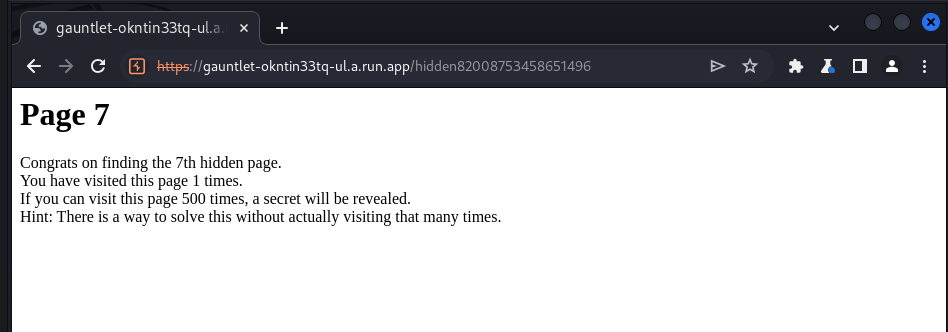 gauntlet-okntin33tq-ul.a.
https://gauntlet-okntin33tq-ul.a.run.app/hidden82008753458651496
Page 7
Congrats on finding the 7th hidden page.
You have visited this page 1 times.
If you can visit this page 500 times, a secret will be revealed.
Hint: There is a way to solve this without actually visiting that many times.